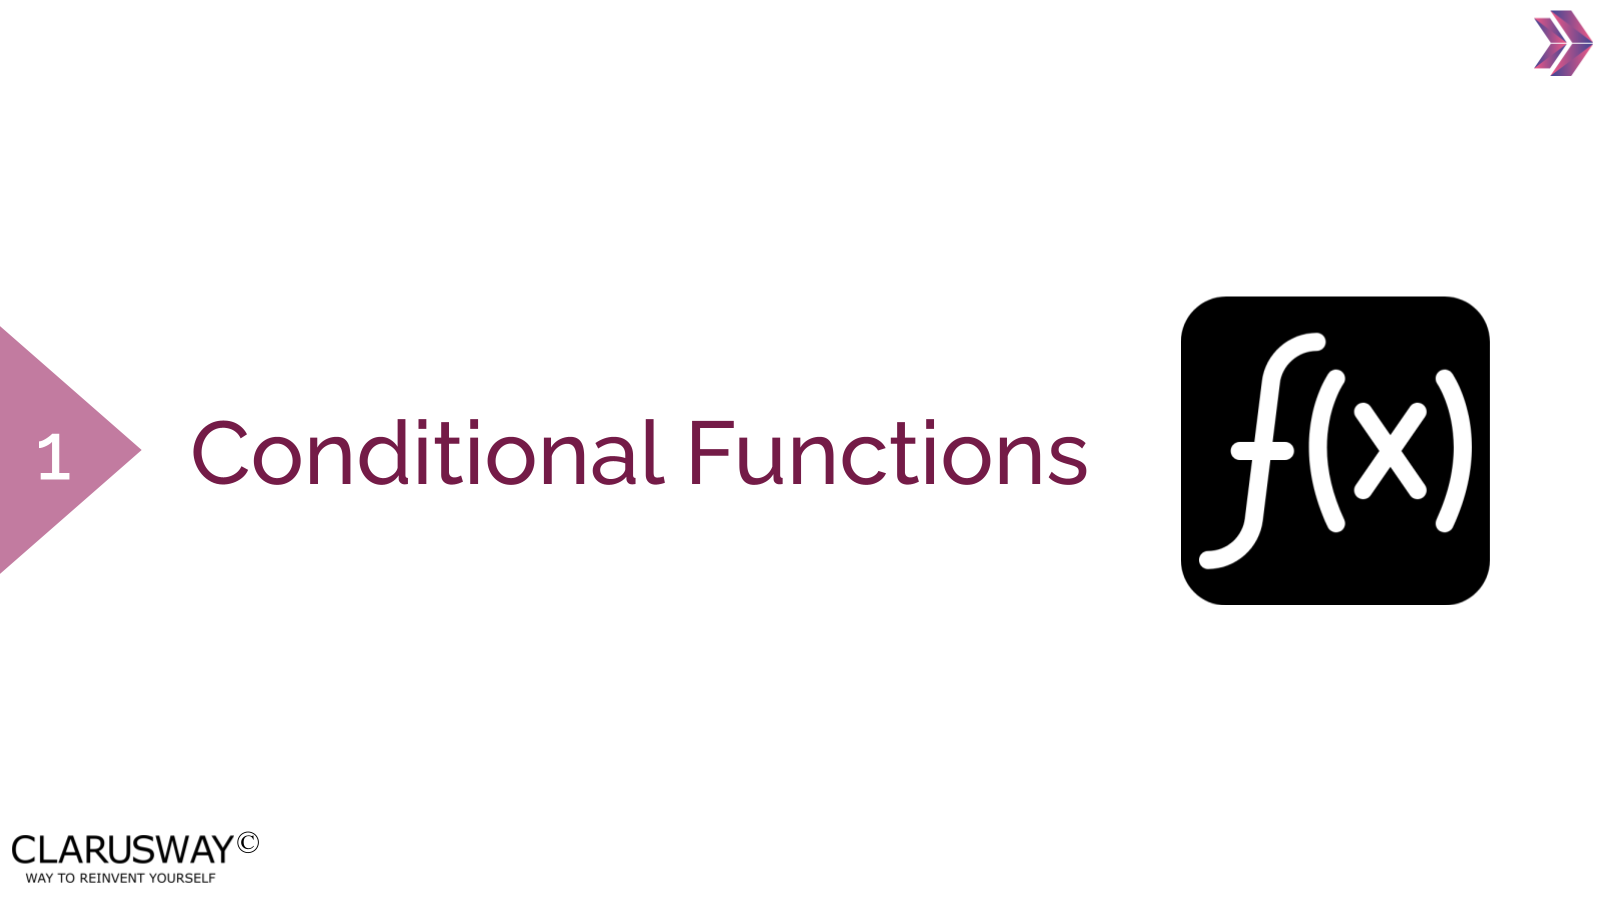 1
Conditional Functions
f(x)
CLARUSWAY©
WAY TO REINVENT YOURSELF